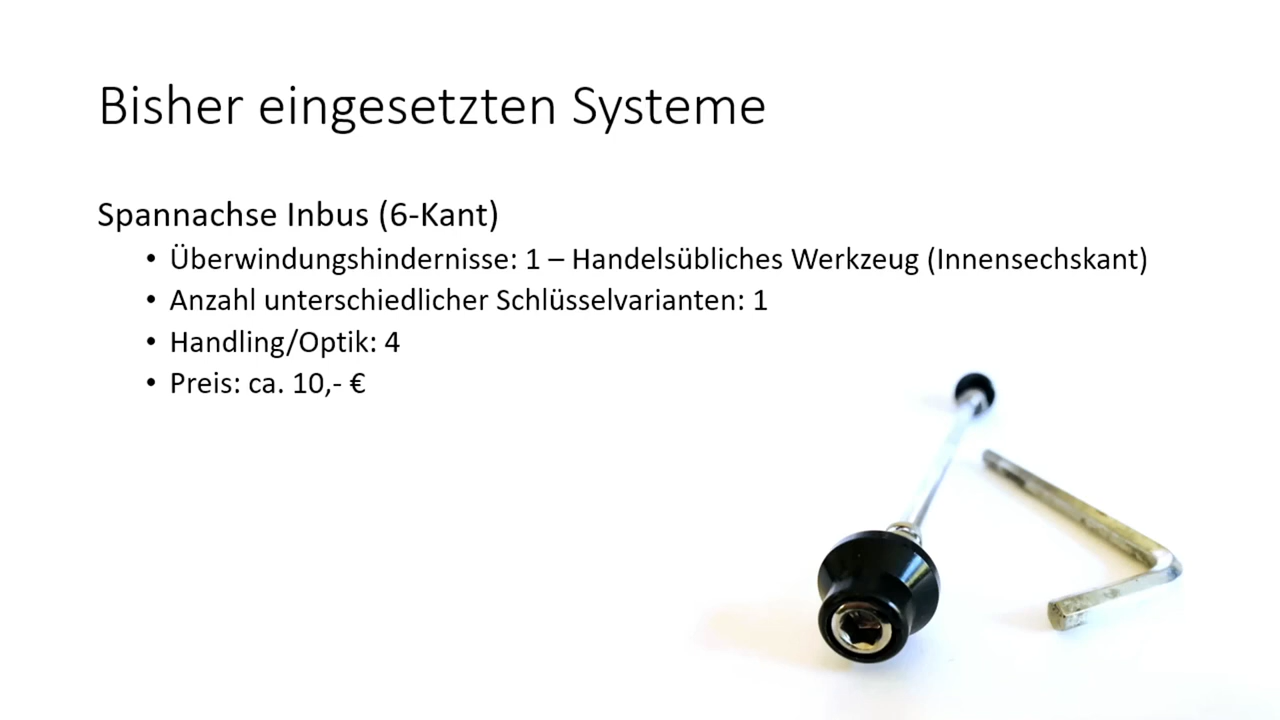 Bisher eingesetzten Systeme
Spannachse Inbus (6-Kant)
• Überwindungshindernisse: 1 – Handelsübliches Werkzeug (Innensechskant)
• Anzahl unterschiedlicher Schlüsselvarianten: 1
• Handling/Optik: 4
• Preis: ca. 10,- €